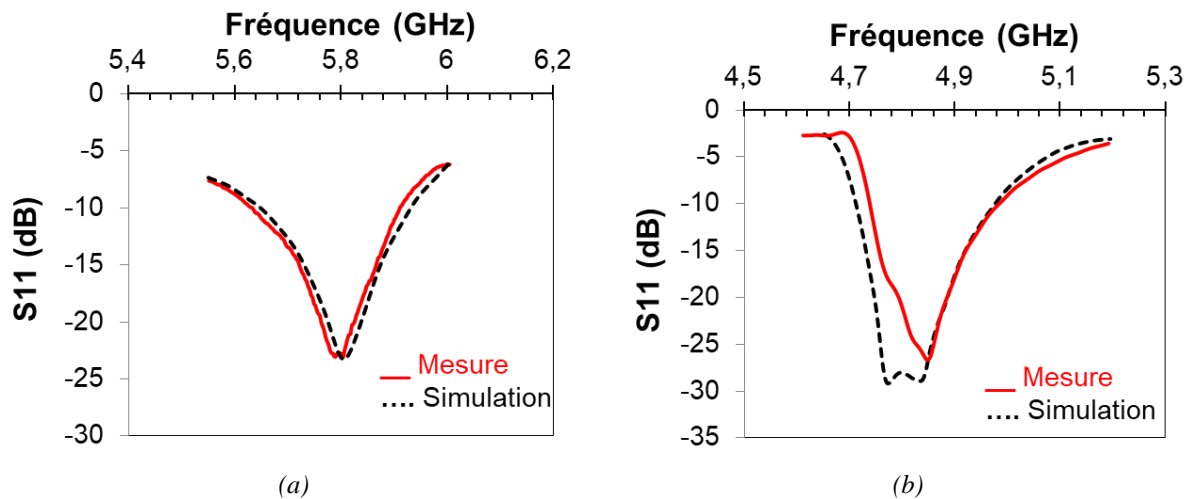 Fréquence (GHz)
5,4 5,6 5,8 6 6,2
0
-5
-10
-15
-20
-25
-30
S11 (dB)
Mesure
Simulation
(a)
Fréquence (GHz)
4,5 4,7 4,9 5,1 5,3
0
-5
-10
-15
-20
-25
-30
-35
S11 (dB)
Mesure
Simulation
(b)